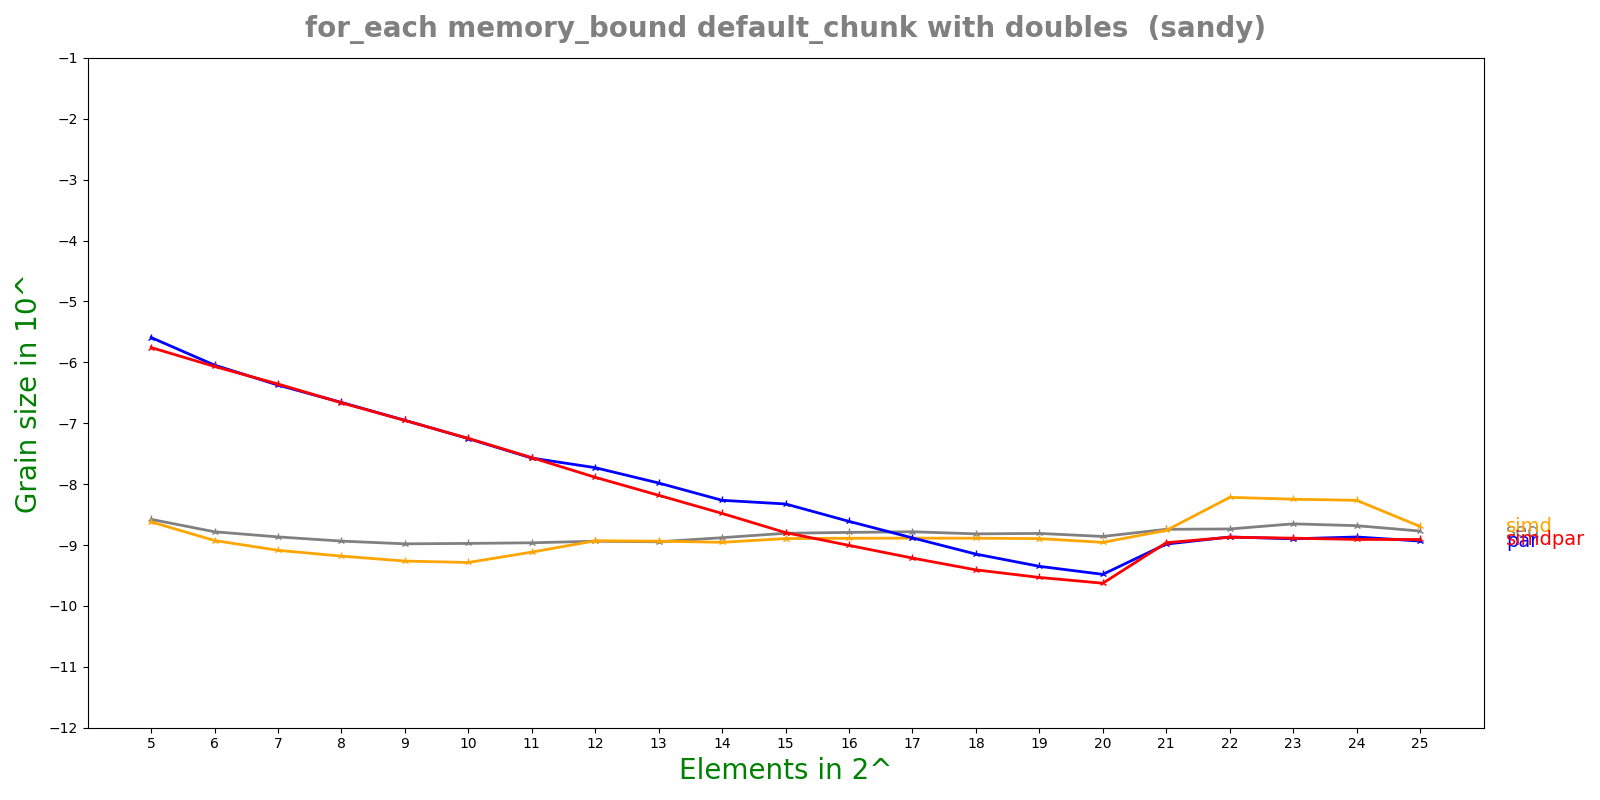 for_each memory_bound default_chunk with doubles (sandy)
−1
−2
−3
−4
−5
−6
−7
−8
−9
−10
−11
−12
Grain size in 10^
5 6 7 8 9 10 11 12 13 14 15 16 17 18 19 20 21 22 23 24 25
Elements in 2^
simd
seq
simdpar
par